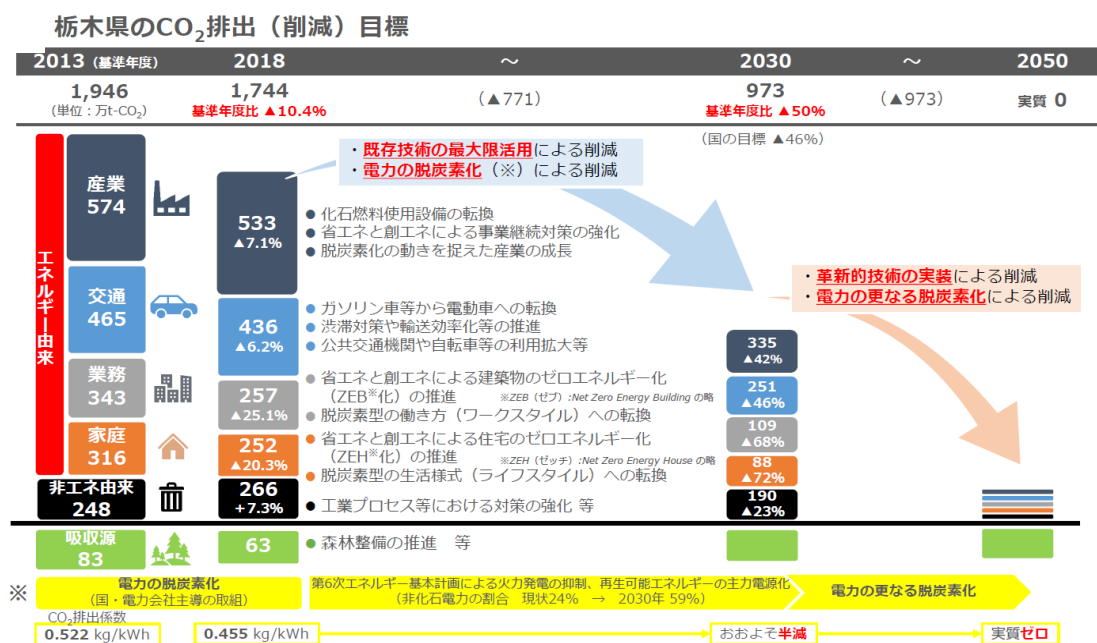 栃木県のCO2排出（削減）目標
2013（基準年度） 2018 ～ 2030 ～ 2050
1,946 1,744 （▲771） 973 （▲973） 実質 0
（単位：万t-CO2） 基準年度比 ▲10.4% 基準年度比 ▲50%
（国の目標 ▲46%）
・既存技術の最大限活用による削減
・電力の脱炭素化（※）による削減
エネルギー由来
産業
574
533
▲7.1%
● 化石燃料使用設備の転換
● 省エネと創エネによる事業継続対策の強化
● 脱炭素化の動きを捉えた産業の成長
・革新的技術の実装による削減
・電力の更なる脱炭素化による削減
交通
465
436
▲6.2%
● ガソリン車等から電動車への転換
● 渋滞対策や輸送効率化等の推進
● 公共交通機関や自転車等の利用拡大等
業務
343
257
▲25.1%
● 省エネと創エネによる建築物のゼロエネルギー化
（ZEB※化）の推進 ※ZEB（ゼブ）:Net Zero Energy Building の略
● 脱炭素型の働き方（ワークスタイル）への転換
家庭
316
252
▲20.3%
● 省エネと創エネによる住宅のゼロエネルギー化
（ZEH※化）の推進 ※ZEH（ゼッチ）:Net Zero Energy House の略
● 脱炭素型の生活様式（ライフスタイル）への転換
非エネ由来
248
266
+7.3%
● 工業プロセス等における対策の強化 等
335
▲42%
251
▲46%
109
▲68%
88
▲72%
190
▲23%
吸収源
83
63
● 森林整備の推進 等
※
電力の脱炭素化
（国・電力会社主導の取組）
第6次エネルギー基本計画による火力発電の抑制、再生可能エネルギーの主力電源化
（非化石電力の割合 現状24% → 2030年 59%）
電力の更なる脱炭素化
CO2排出係数
0.522 kg/kWh 0.455 kg/kWh おおよそ半減 実質ゼロ